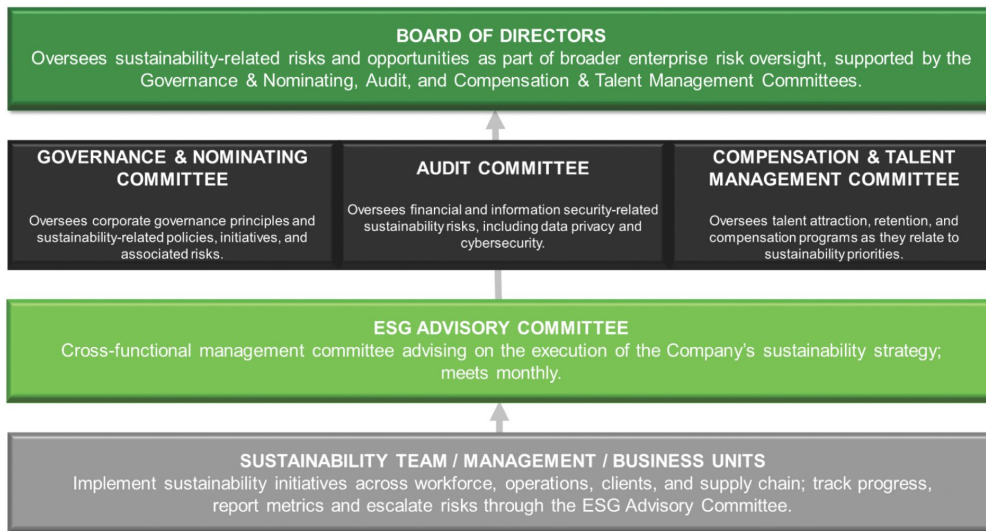 BOARD OF DIRECTORS
Oversees sustainability-related risks and opportunities as part of broader enterprise risk oversight, supported by the
Governance & Nominating, Audit, and Compensation & Talent Management Committees.
GOVERNANCE & NOMINATING
COMMITTEE
Oversees corporate governance principles and
sustainability-related policies, initiatives, and
associated risks.
AUDIT COMMITTEE
Oversees financial and information security-related
sustainability risks, including data privacy and
cybersecurity.
COMPENSATION & TALENT
MANAGEMENT COMMITTEE
Oversees talent attraction, retention, and
compensation programs as they relate to
sustainability priorities.
ESG ADVISORY COMMITTEE
Cross-functional management committee advising on the execution of the Company’s sustainability strategy;
meets monthly.
SUSTAINABILITY TEAM / MANAGEMENT / BUSINESS UNITS
Implement sustainability initiatives across workforce, operations, clients, and supply chain; track progress,
report metrics and escalate risks through the ESG Advisory Committee.